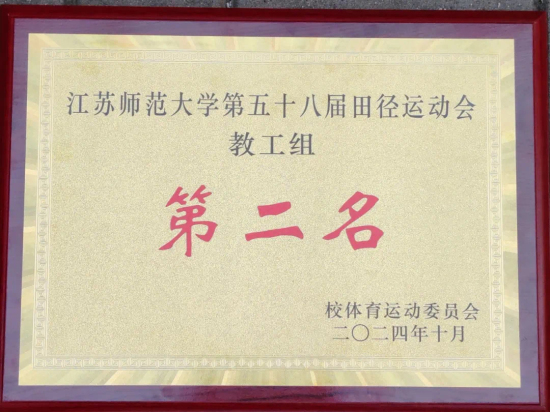 江苏师范大学第五十八届田径运动会
教工组
第二名
校体育运动委员会
二〇二四年十月